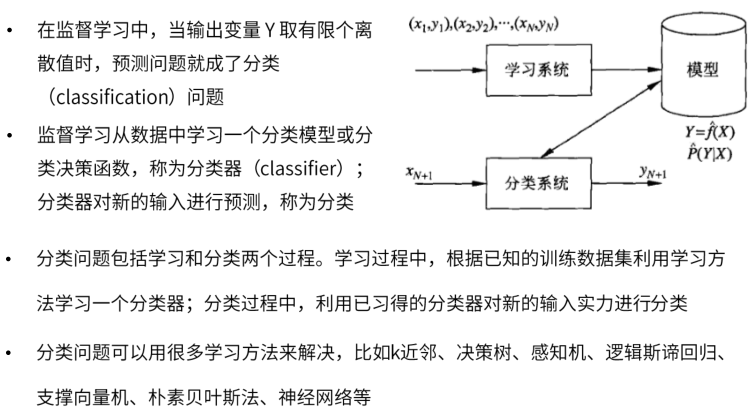 • 在监督学习中，当输出变量 Y 取有限个离
散值时，预测问题就成了分类
（classification）问题
• 监督学习从数据中学习一个分类模型或分
类决策函数，称为分类器（classifier）；
分类器对新的输入进行预测，称为分类
(x₁,y₁),(x₂,y₂),⋯,(x_N,y_N)
学习系统
模型
Y=f̂(X)
P̂(Y|X)
x_{N+1}
分类系统
y_{N+1}
• 分类问题包括学习和分类两个过程。学习过程中，根据已知的训练数据集利用学习方
法学习一个分类器；分类过程中，利用已习得的分类器对新的输入实力进行分类
• 分类问题可以用很多学习方法来解决，比如k近邻、决策树、感知机、逻辑斯谛回归、
支撑向量机、朴素贝叶斯法、神经网络等